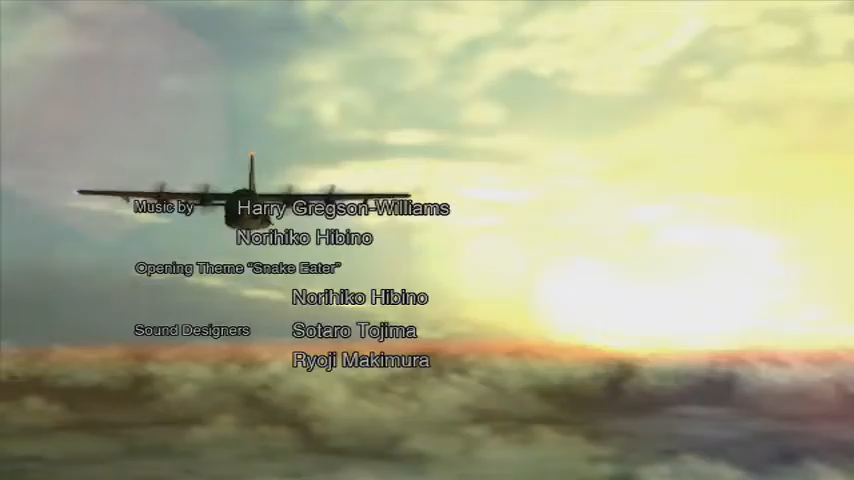 Music by Harry Gregson-Williams
Norihiko Hibino
Opening Theme “Snake Eater”
Norihiko Hibino
Sound Designers Sotaro Tojima
Ryoji Makimura